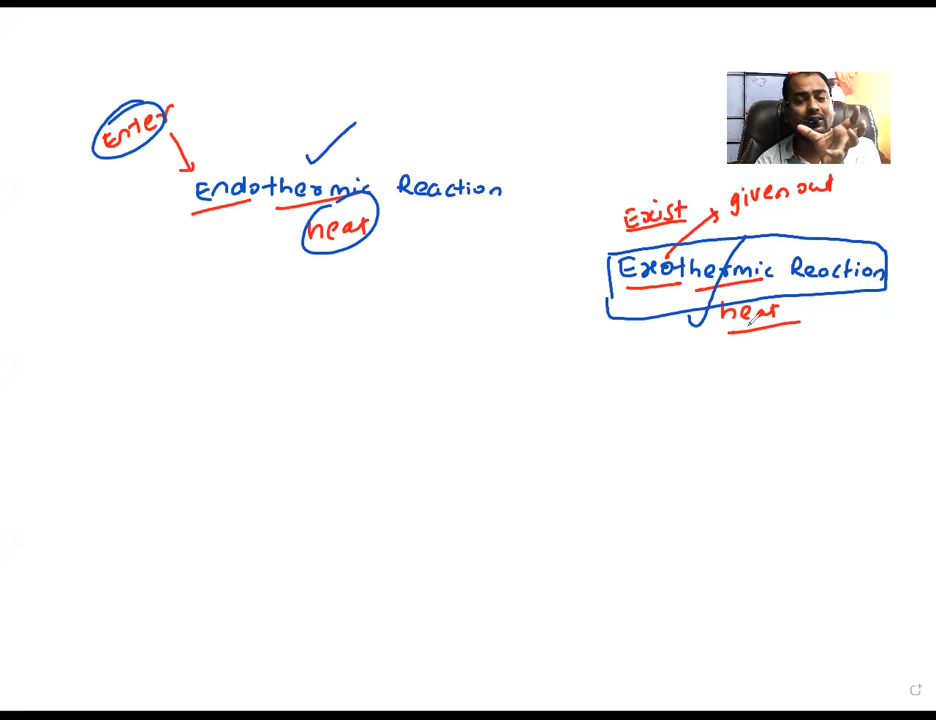 Enter
Endothermic Reaction
heat
given out
Exist
Exothermic Reaction
heat